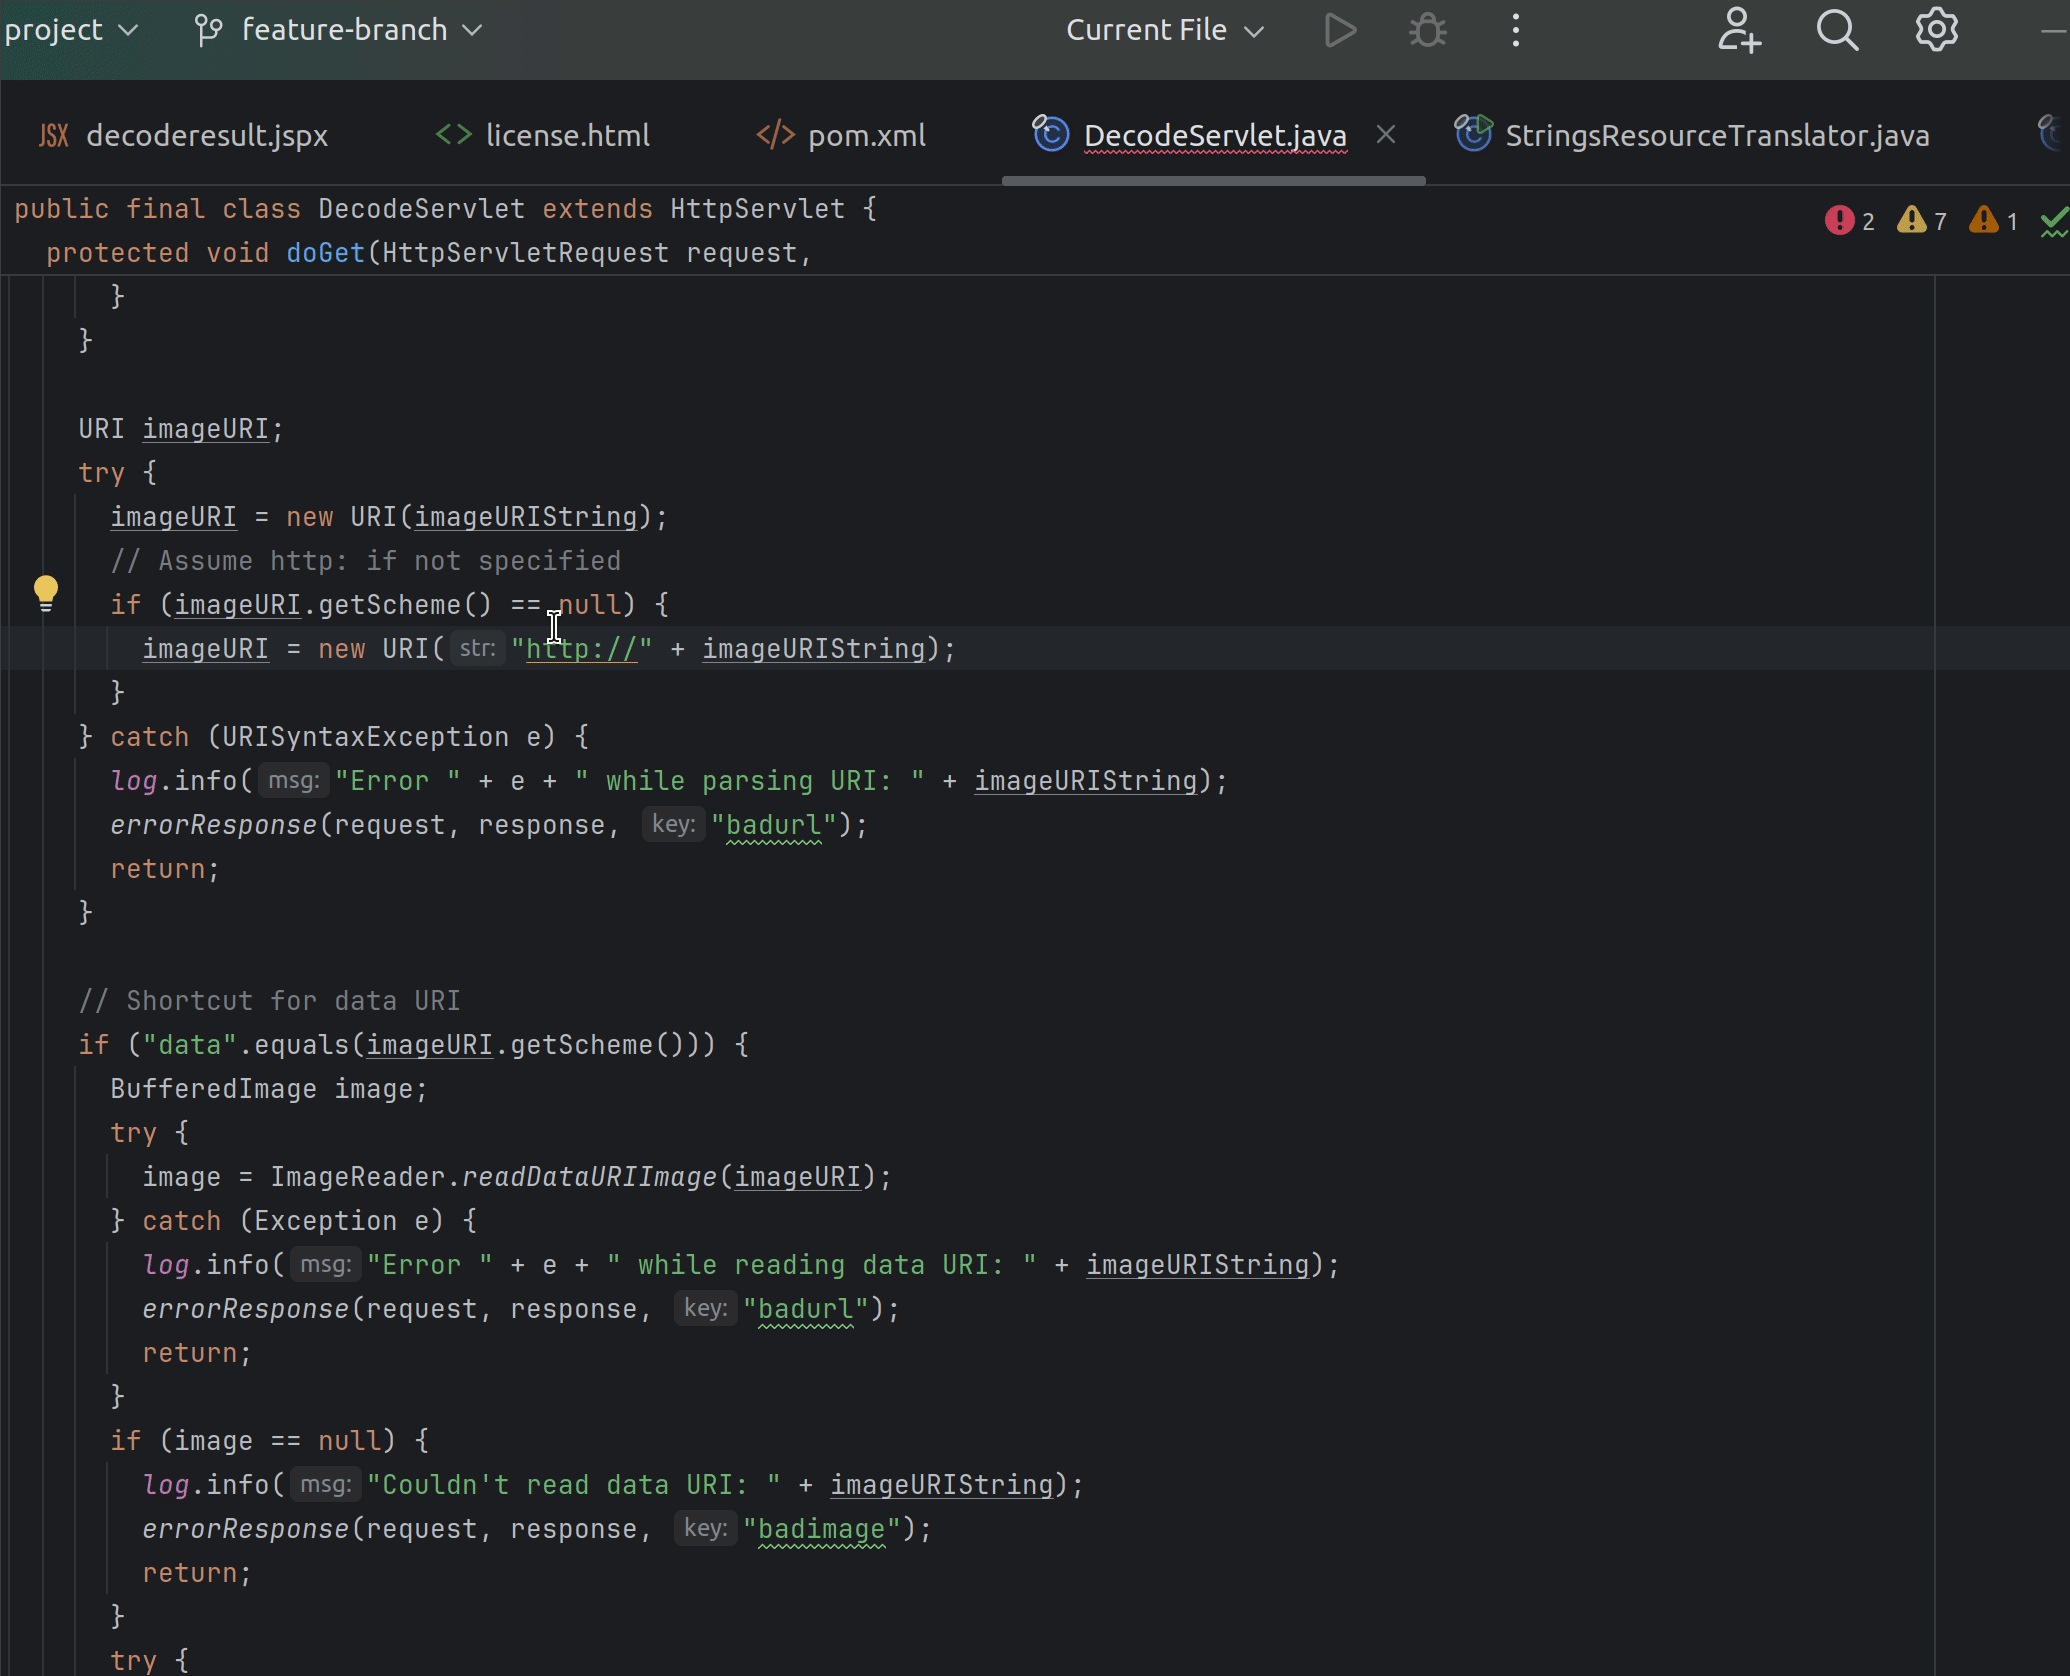 project feature-branch Current File
JSX decoderesult.jspx <> license.html </> pom.xml DecodeServlet.java StringsResourceTranslator.java
public final class DecodeServlet extends HttpServlet { 2 7 1
protected void doGet(HttpServletRequest request,
}
}
URI imageURI;
try {
imageURI = new URI(imageURIString);
// Assume http: if not specified
if (imageURI.getScheme() == null) {
imageURI = new URI( str: "http://" + imageURIString);
}
} catch (URISyntaxException e) {
log.info( msg: "Error " + e + " while parsing URI: " + imageURIString);
errorResponse(request, response, key: "badurl");
return;
}
// Shortcut for data URI
if ("data".equals(imageURI.getScheme())) {
BufferedImage image;
try {
image = ImageReader.readDataURIImage(imageURI);
} catch (Exception e) {
log.info( msg: "Error " + e + " while reading data URI: " + imageURIString);
errorResponse(request, response, key: "badurl");
return;
}
if (image == null) {
log.info( msg: "Couldn't read data URI: " + imageURIString);
errorResponse(request, response, key: "badimage");
return;
}
try {